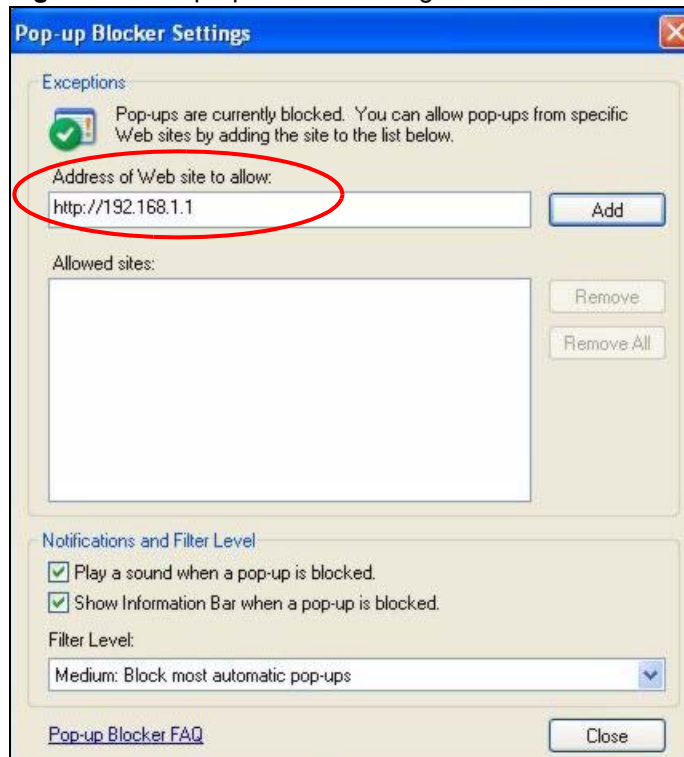 Pop-up Blocker Settings
Exceptions
Pop-ups are currently blocked. You can allow pop-ups from specific
Web sites by adding the site to the list below.
Address of Web site to allow:
http://192.168.1.1
Add
Allowed sites:
Remove
Remove All
Notifications and Filter Level
Play a sound when a pop-up is blocked.
Show Information Bar when a pop-up is blocked.
Filter Level:
Medium: Block most automatic pop-ups
Pop-up Blocker FAQ
Close